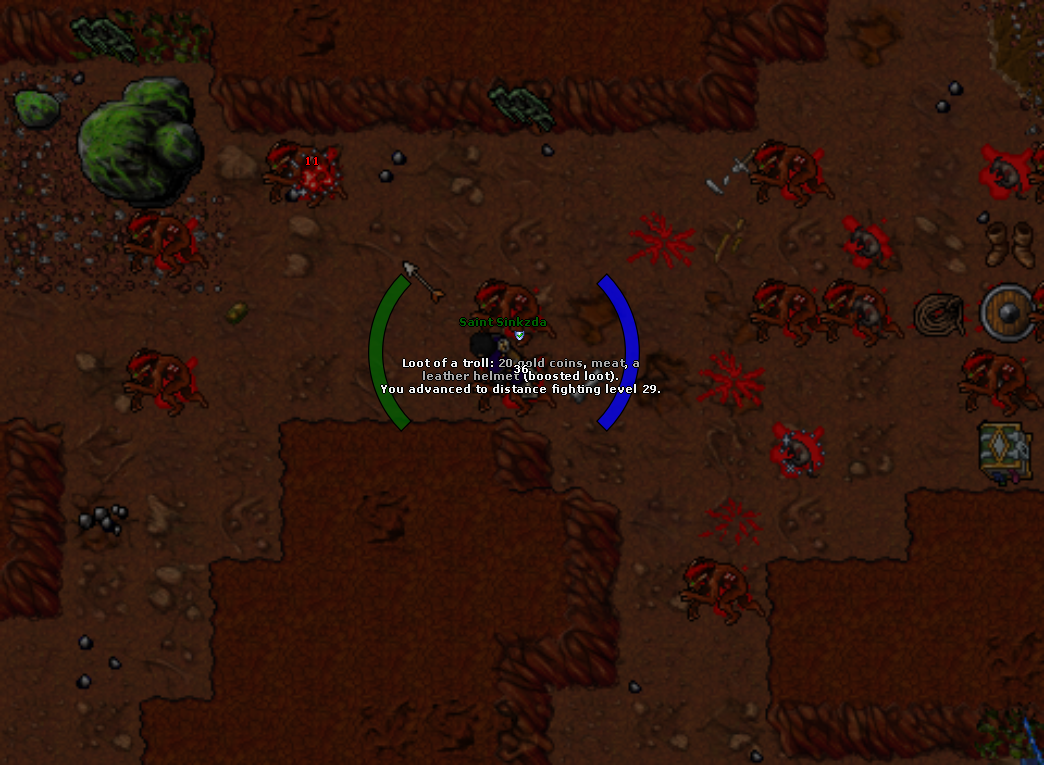 11
Saint Sinkzda
Loot of a troll: 20 gold coins, meat, a
36
leather helmet (boosted loot).
You advanced to distance fighting level 29.